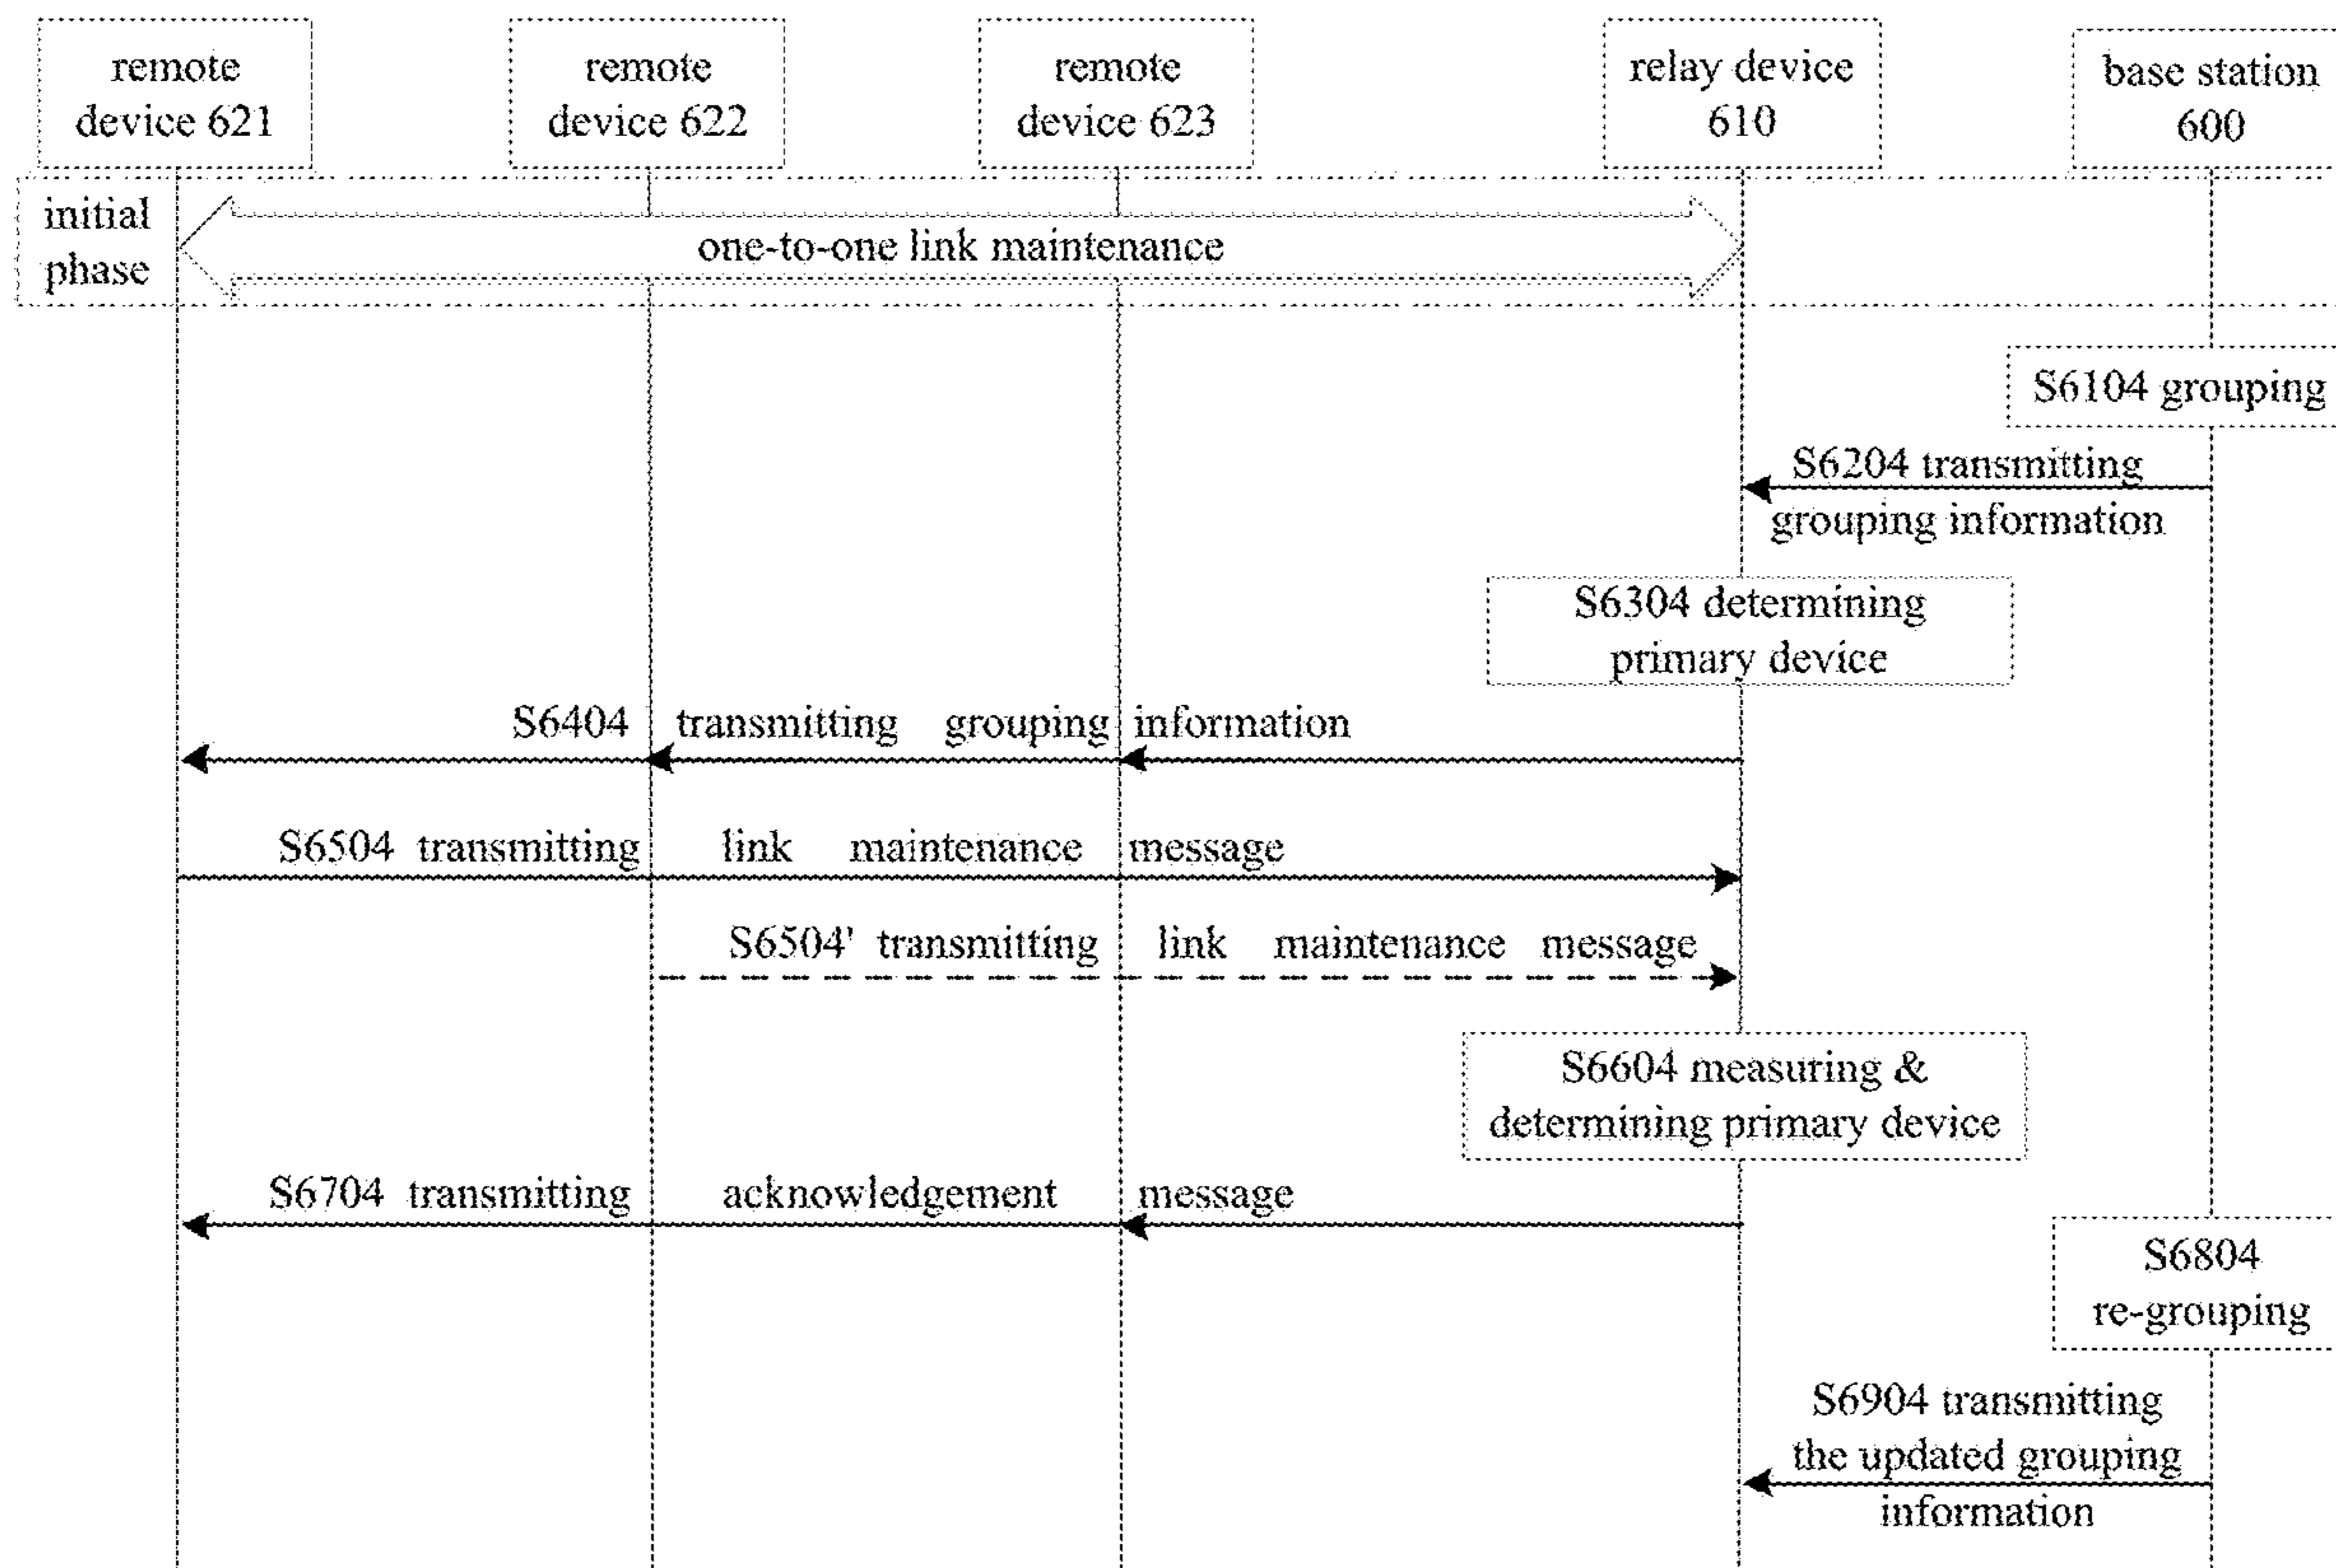 remote
device 621
remote
device 622
remote
device 623
relay device
610
base station
600
initial
phase
one-to-one link maintenance
S6104 grouping
S6204 transmitting
grouping information
S6304 determining
primary device
S6404 transmitting grouping information
S6504 transmitting link maintenance message
S6504' transmitting link maintenance message
S6604 measuring &
determining primary device
S6704 transmitting acknowledgement message
S6804
re-grouping
S6904 transmitting
the updated grouping
information